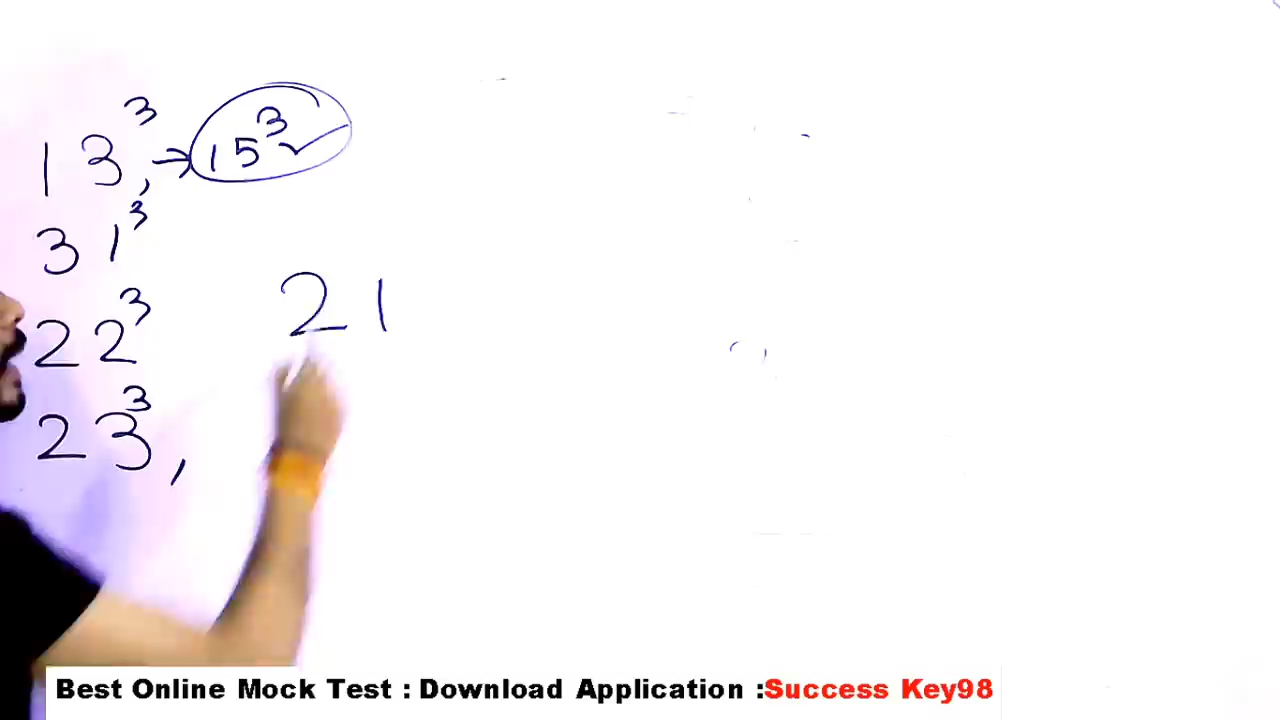 13³, → 15³ ✓
31³
22³
21
23³,
Best Online Mock Test : Download Application :Success Key98